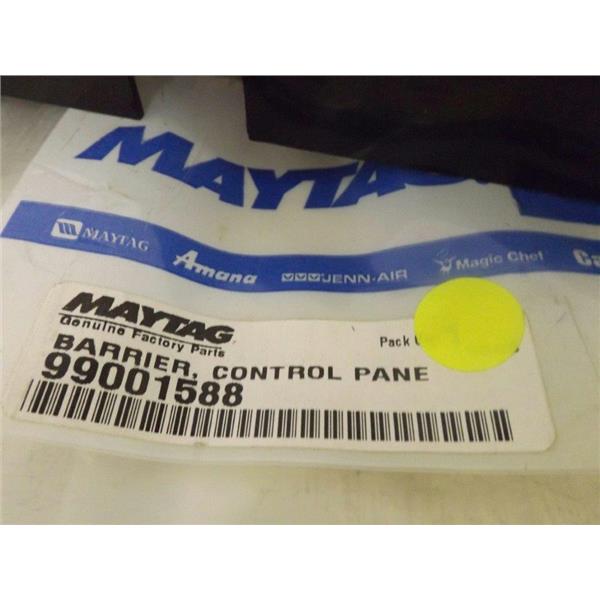 MAYTAG
MAYTAG Amana JENN-AIR Magic Chef
MAYTAG
Genuine Factory Parts
Pack
BARRIER, CONTROL PANE
99001588